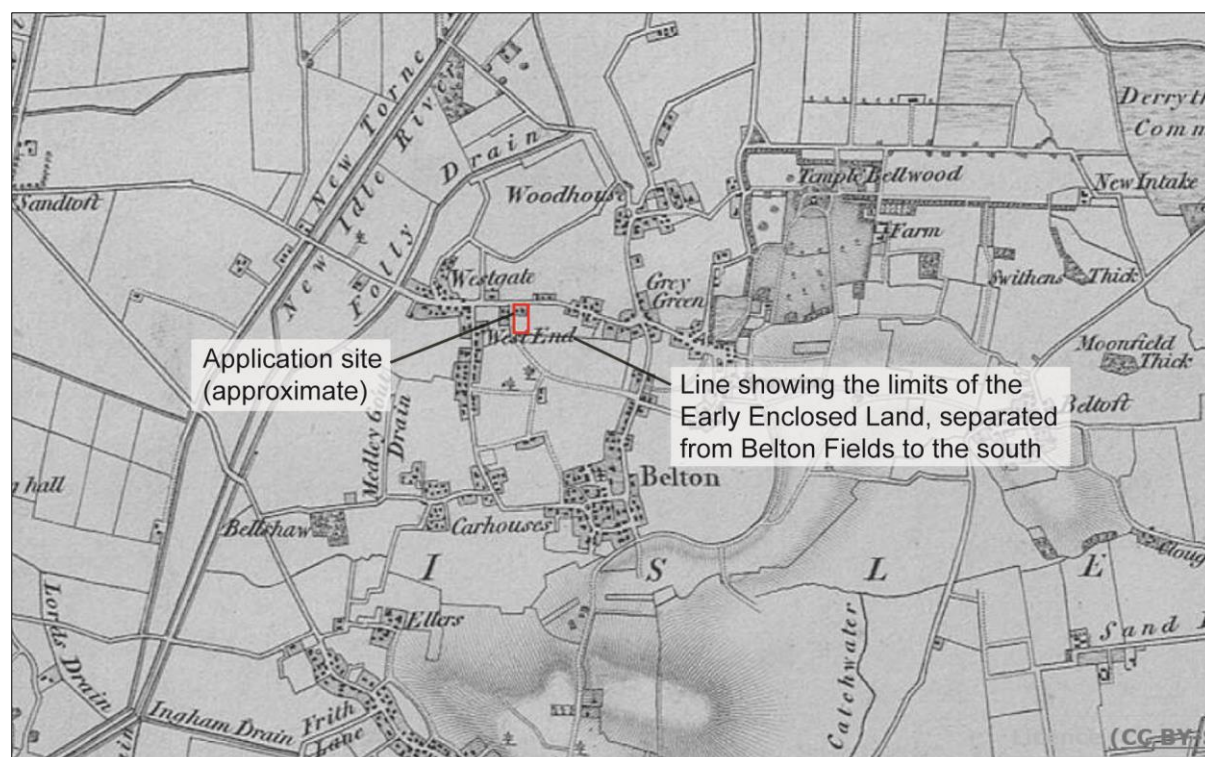 New Torne
New Idle River
Folly Drain
Derryth
Comm
Sandtoft
Woodhouse
Temple Bellwood
New Intake
Farm
Westgate
Grey
Green
Swithens Thick
West End
Moonfield
Thick
Application site
(approximate)
Line showing the limits of the
Early Enclosed Land, separated
from Belton Fields to the south
Beltoft
Medley Gout
Drain
hall
Belton
Bellshaw
Carhouses
Cloug
I S L E
Lords Drain
Ellers
Catchwater
Sand
Ingham Drain
Frith
Lane
ain
(CC BY-S